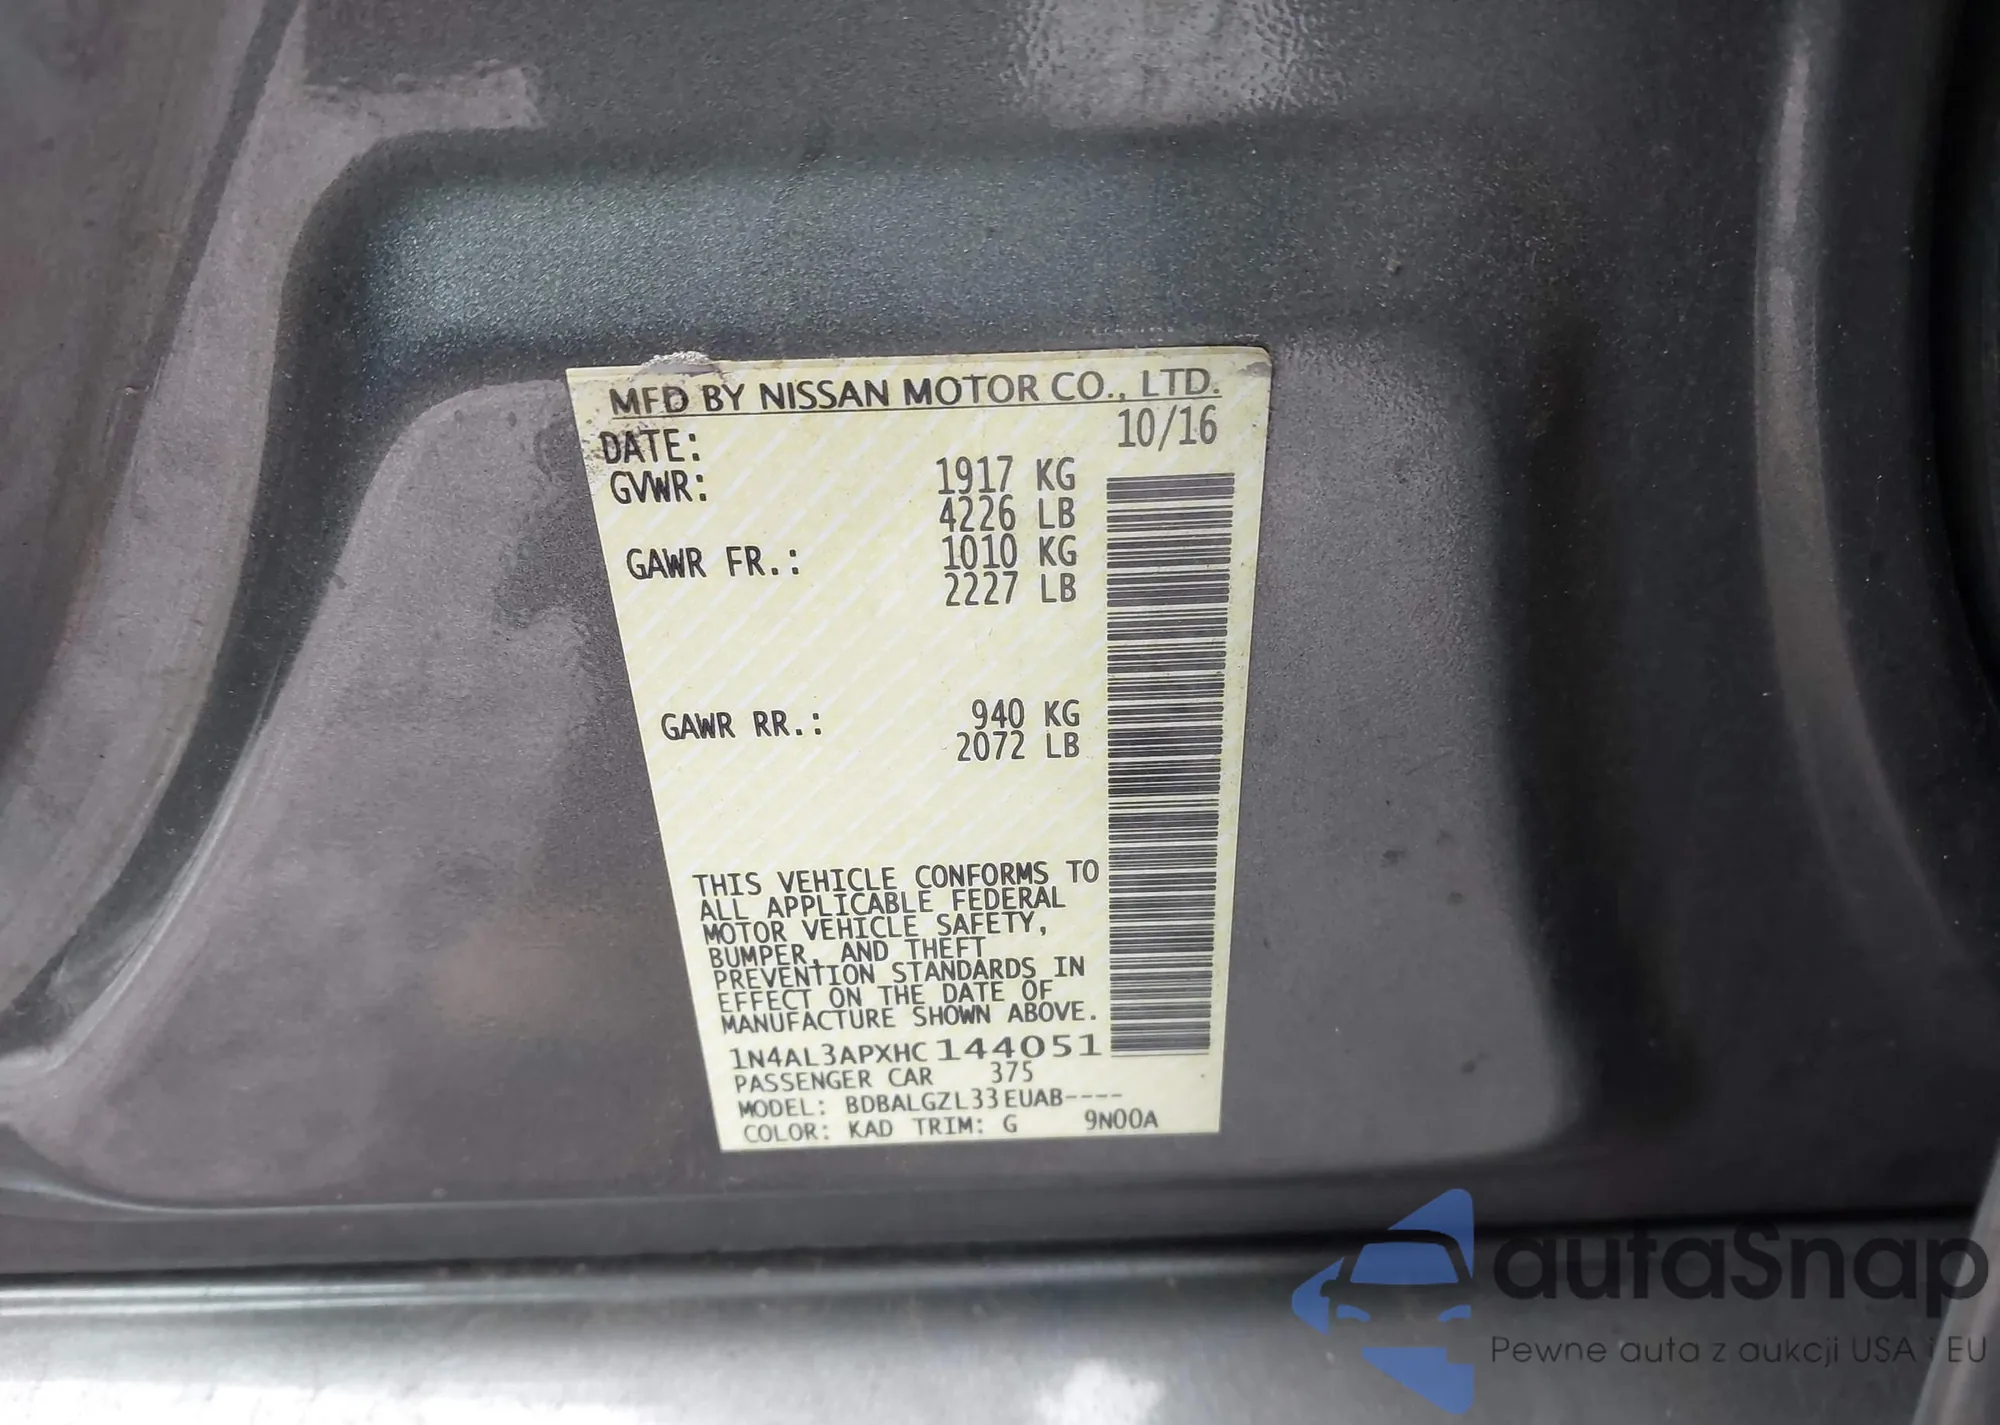 MFD BY NISSAN MOTOR CO., LTD.
DATE: 10/16
GVWR: 1917 KG
4226 LB
GAWR FR.: 1010 KG
2227 LB
GAWR RR.: 940 KG
2072 LB
THIS VEHICLE CONFORMS TO
ALL APPLICABLE FEDERAL
MOTOR VEHICLE SAFETY,
BUMPER, AND THEFT
PREVENTION STANDARDS IN
EFFECT ON THE DATE OF
MANUFACTURE SHOWN ABOVE.
1N4AL3APXHC144051
PASSENGER CAR 375
MODEL: BDBALGZL33EUAB----
COLOR: KAD TRIM: G 9N00A
autaSnap
Pewne auta z aukcji USA i EU